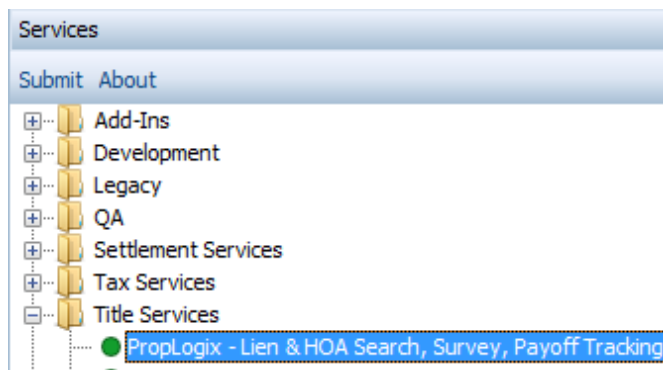 Services
Submit About
Add-Ins
Development
Legacy
QA
Settlement Services
Tax Services
Title Services
PropLogix - Lien & HOA Search, Survey, Payoff Tracking